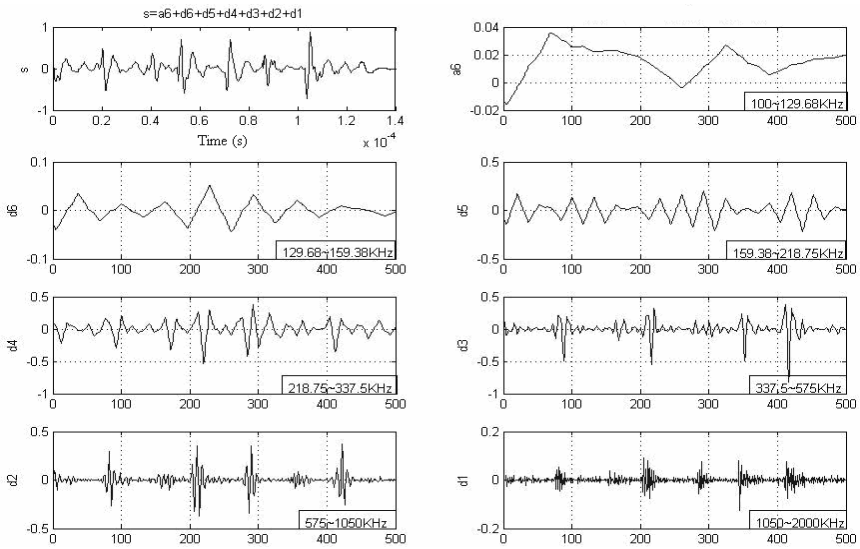 s=a6+d6+d5+d4+d3+d2+d1
1
0
-1
s
0 0.2 0.4 0.6 0.8 1 1.2 1.4
Time (s)
x 10⁻⁴
0.04
0.02
0
-0.02
a6
100~129.68KHz
0 100 200 300 400 500
0.1
0
-0.1
d6
129.68~159.38KHz
0 100 200 300 400 500
0.5
0
-0.5
d5
159.38~218.75KHz
0 100 200 300 400 500
0.5
0
-0.5
-1
d4
218.75~337.5KHz
0 100 200 300 400 500
0.5
0
-0.5
-1
d3
337.5~575KHz
0 100 200 300 400 500
0.5
0
-0.5
d2
575~1050KHz
0 100 200 300 400 500
0.2
0
-0.2
d1
1050~2000KHz
0 100 200 300 400 500